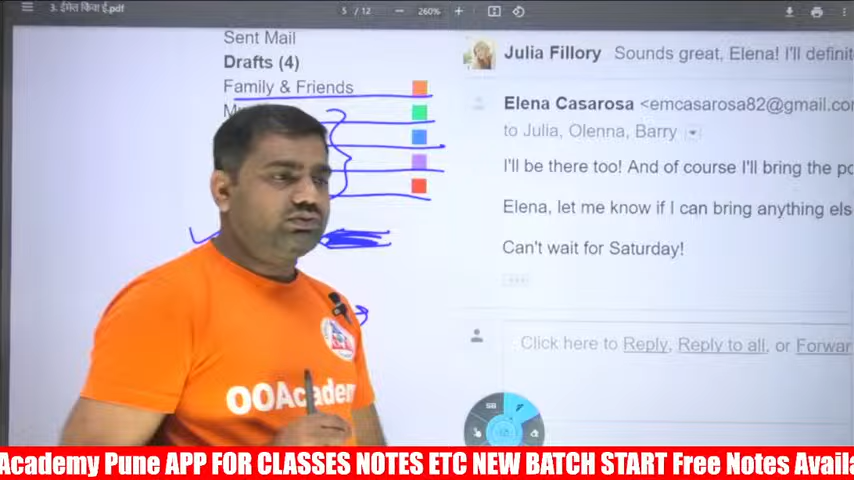 3. ईमेल किंवा ई.pdf
5 / 12
260%
Sent Mail
Drafts (4)
Family & Friends
Julia Fillory Sounds great, Elena! I'll definit
Elena Casarosa <emcasarosa82@gmail.co
to Julia, Olenna, Barry
I'll be there too! And of course I'll bring the po
Elena, let me know if I can bring anything els
Can't wait for Saturday!
Click here to Reply, Reply to all, or Forwar
SB
OOAcadem
Academy Pune APP FOR CLASSES NOTES ETC NEW BATCH START Free Notes Availa